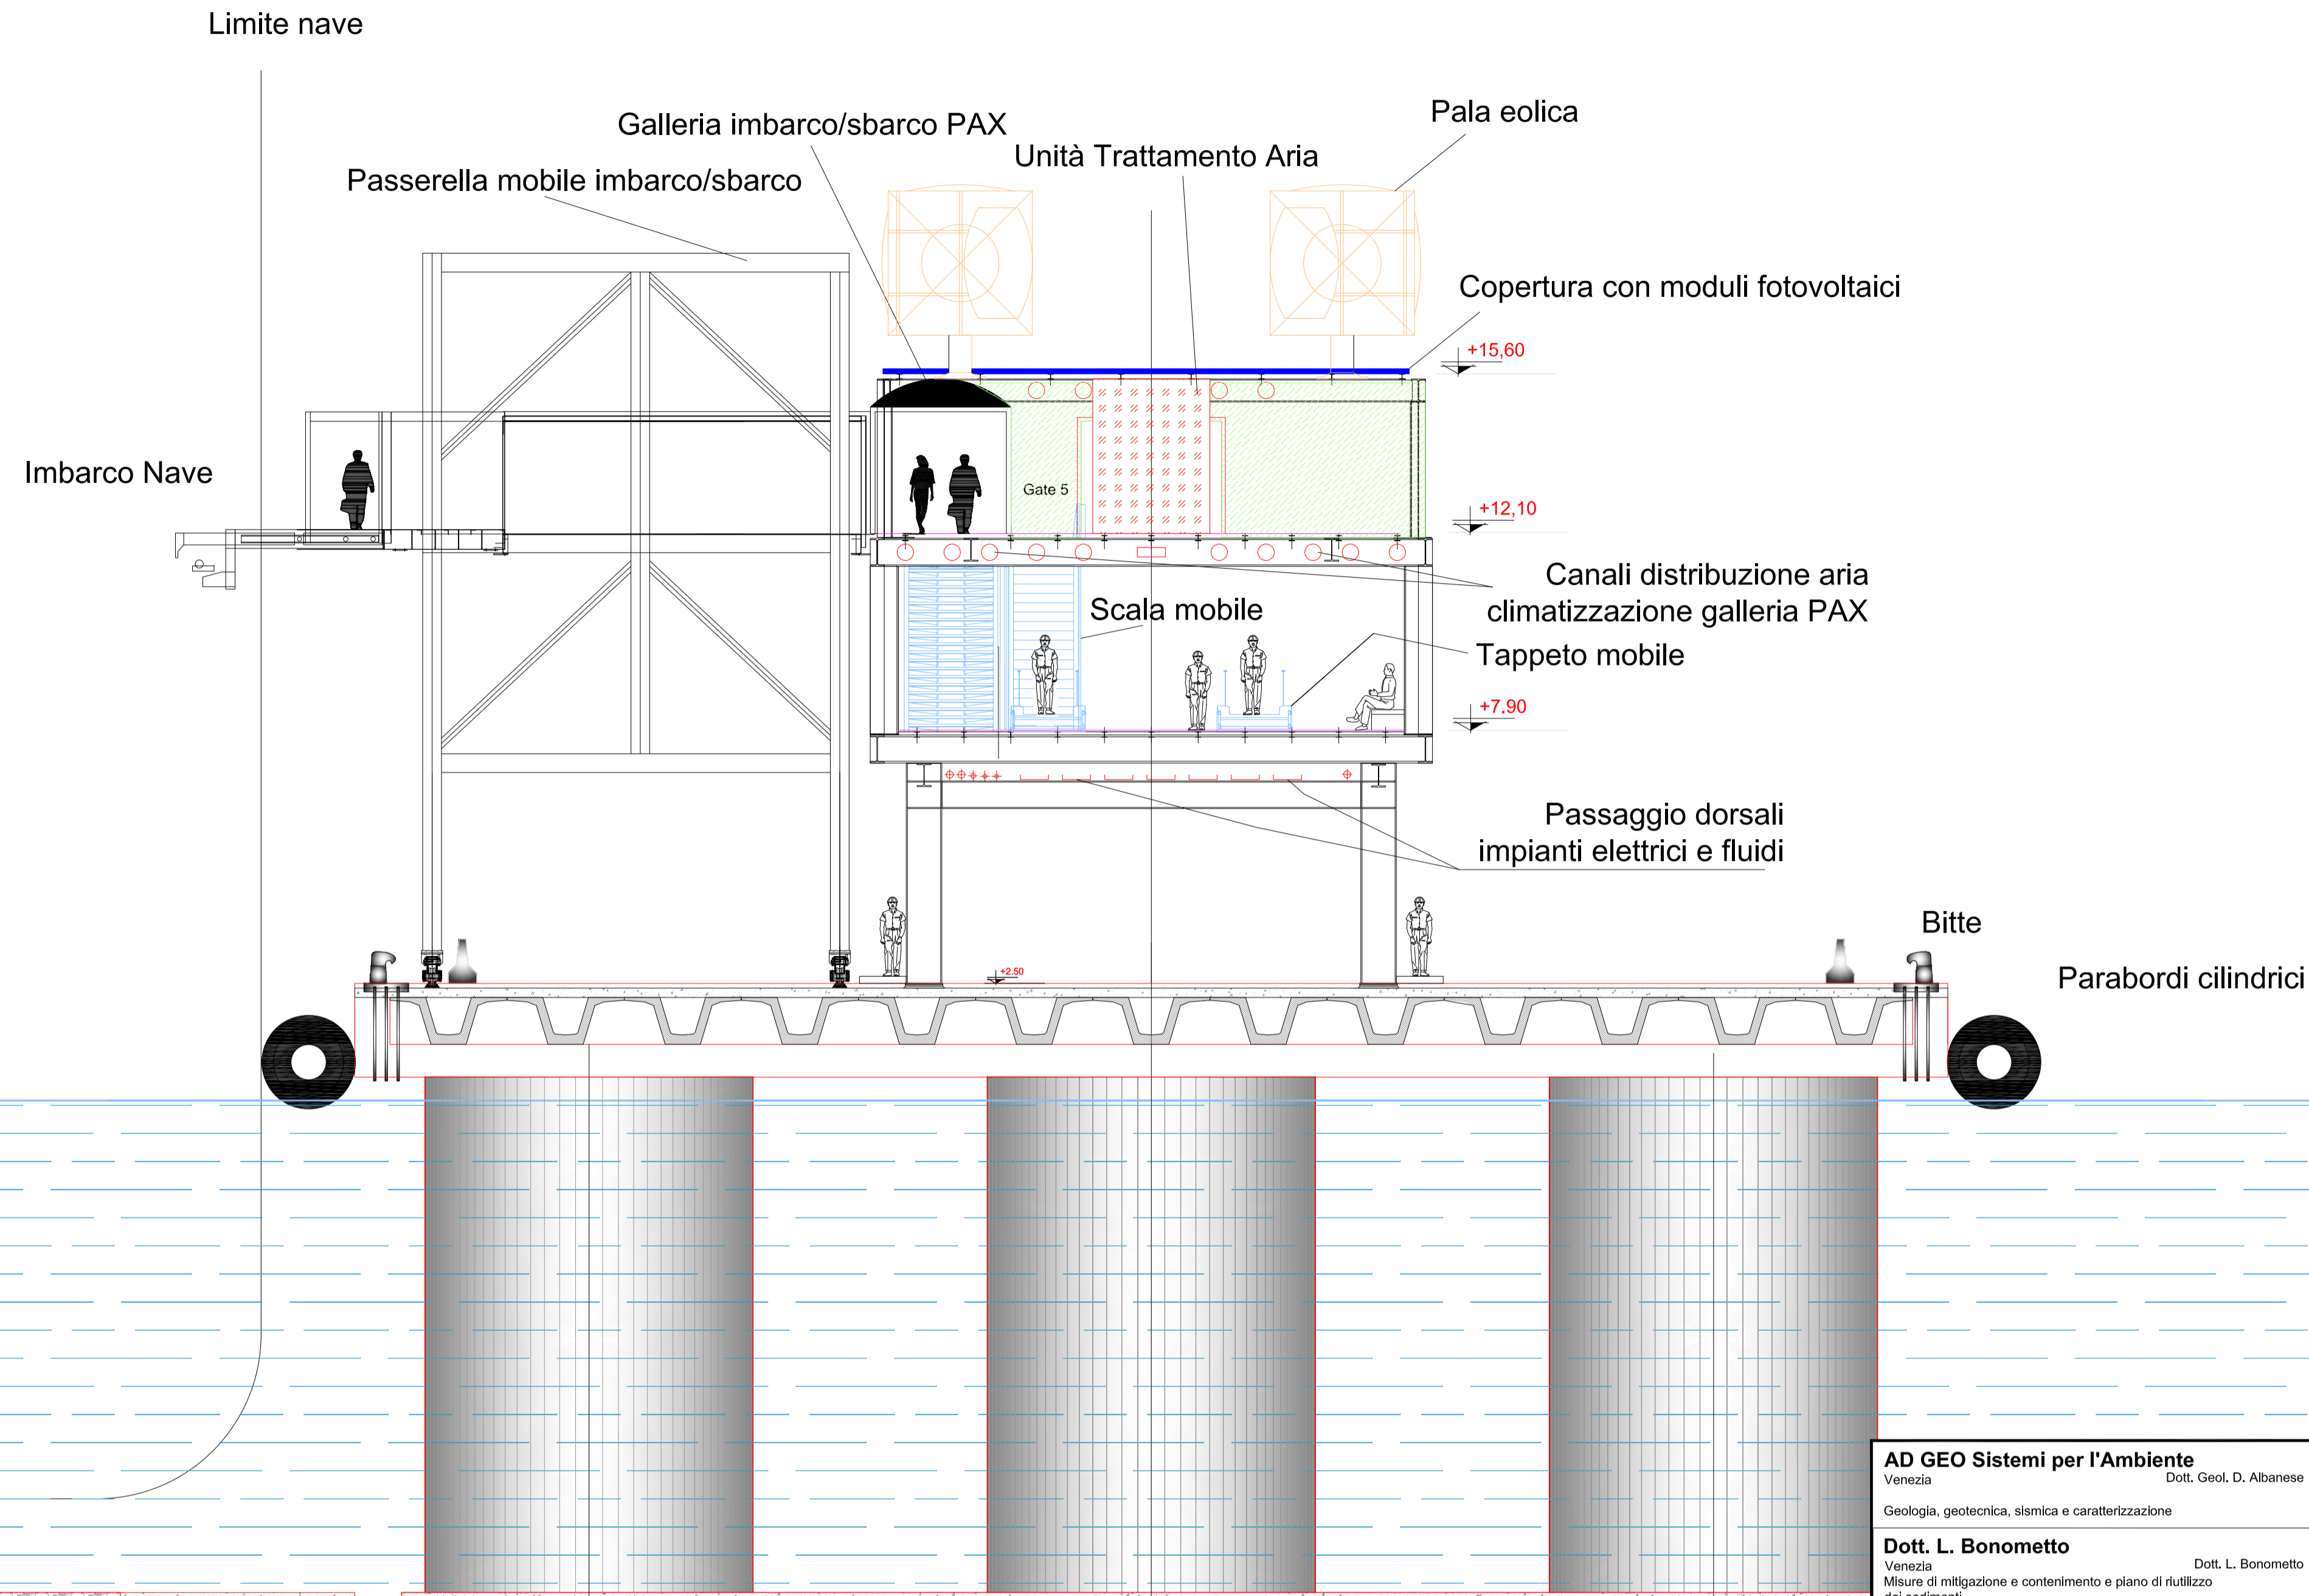 Limite nave
Galleria imbarco/sbarco PAX
Pala eolica
Unità Trattamento Aria
Passerella mobile imbarco/sbarco
Copertura con moduli fotovoltaici
+15,60
Imbarco Nave
Gate 5
+12,10
Canali distribuzione aria
climatizzazione galleria PAX
Scala mobile
Tappeto mobile
+7.90
Passaggio dorsali
impianti elettrici e fluidi
Bitte
+2.50
Parabordi cilindrici
AD GEO Sistemi per l'Ambiente
Venezia Dott. Geol. D. Albanese
Geologia, geotecnica, sismica e caratterizzazione
Dott. L. Bonometto
Venezia Dott. L. Bonometto
Misure di mitigazione e contenimento e piano di riutilizzo
dei sedimenti